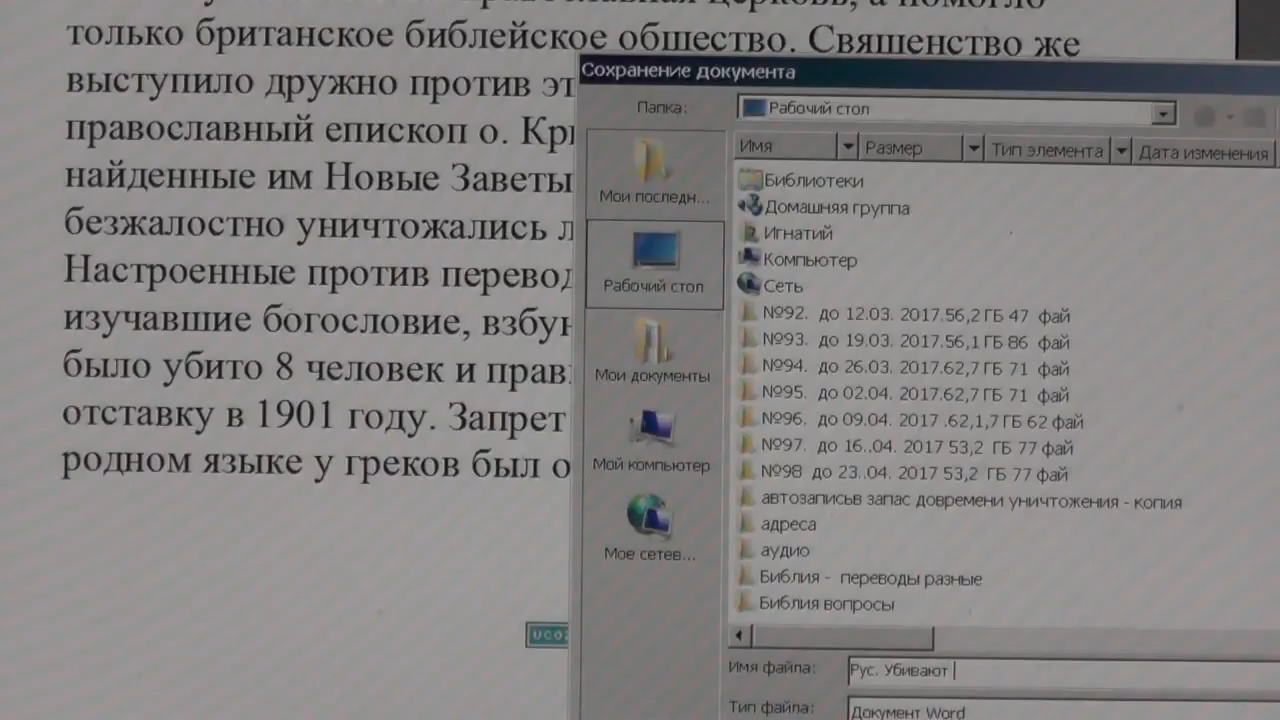 только британское библейское общество. Священство же
выступило дружно против эт
православный епископ о. Кр
найденные им Новые Заветы
безжалостно уничтожались л
Настроенные против перевод
изучавшие богословие, взбун
было убито 8 человек и прав
отставку в 1901 году. Запрет
родном языке у греков был о
Сохранение документа
Папка:
Рабочий стол
Имя
Размер
Тип элемента
Дата изменения
Мои последн...
Рабочий стол
Мои документы
Мой компьютер
Мое сетев...
Библиотеки
Домашняя группа
Игнатий
Компьютер
Сеть
№92. до 12.03. 2017.56,2 ГБ 47 фай
№93. до 19.03. 2017.56,1 ГБ 86 фай
№94. до 26.03. 2017.62,7 ГБ 71 фай
№95. до 02.04. 2017.62,7 ГБ 71 фай
№96. до 09.04. 2017 .62,1,7 ГБ 62 фай
№97. до 16..04. 2017 53,2 ГБ 77 фай
№98 до 23..04. 2017 53,2 ГБ 77 фай
автозаписьв запас довремени уничтожения - копия
адреса
аудио
Библия - переводы разные
Библия вопросы
Имя файла:
Рус. Убивают
Тип файла:
Документ Word
uco